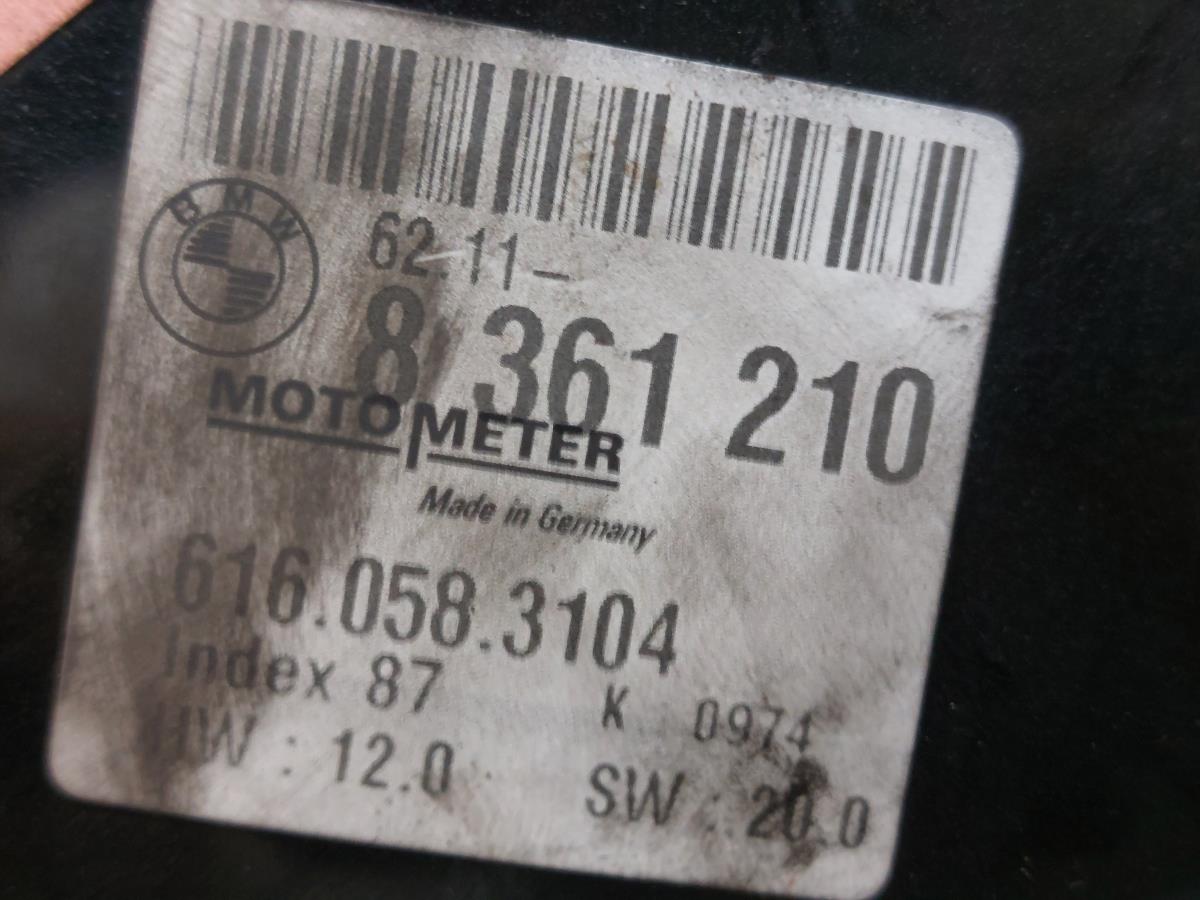 BMW
62.11–
8 361 210
MOTOMETER
Made in Germany
616.058.3104
Index 87
K 0974
HW : 12.0
SW : 20.0